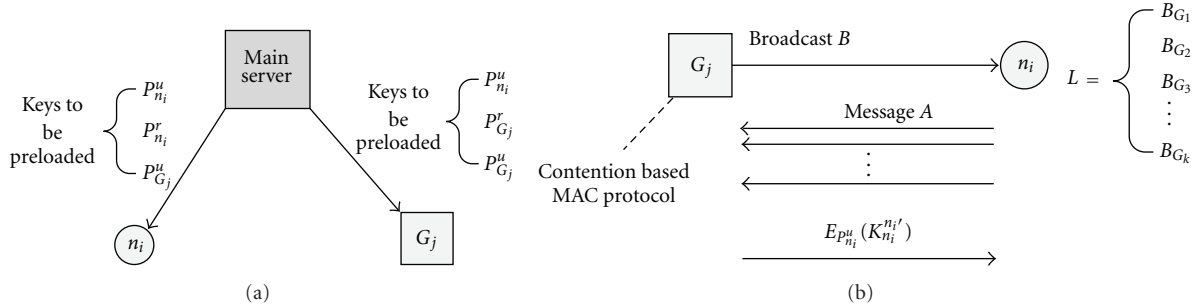 Main
server
Keys to
be
preloaded
P^u_{n_i}
P^r_{n_i}
P^u_{G_j}
Keys to
be
preloaded
P^u_{n_i}
P^r_{G_j}
P^u_{G_j}
n_i
G_j
(a)
G_j
Broadcast B
n_i
L =
B_{G_1}
B_{G_2}
B_{G_3}
⋮
B_{G_k}
Message A
⋮
Contention based
MAC protocol
E_{P^u_{n_i}}(K^{n_i'}_{n_i})
(b)